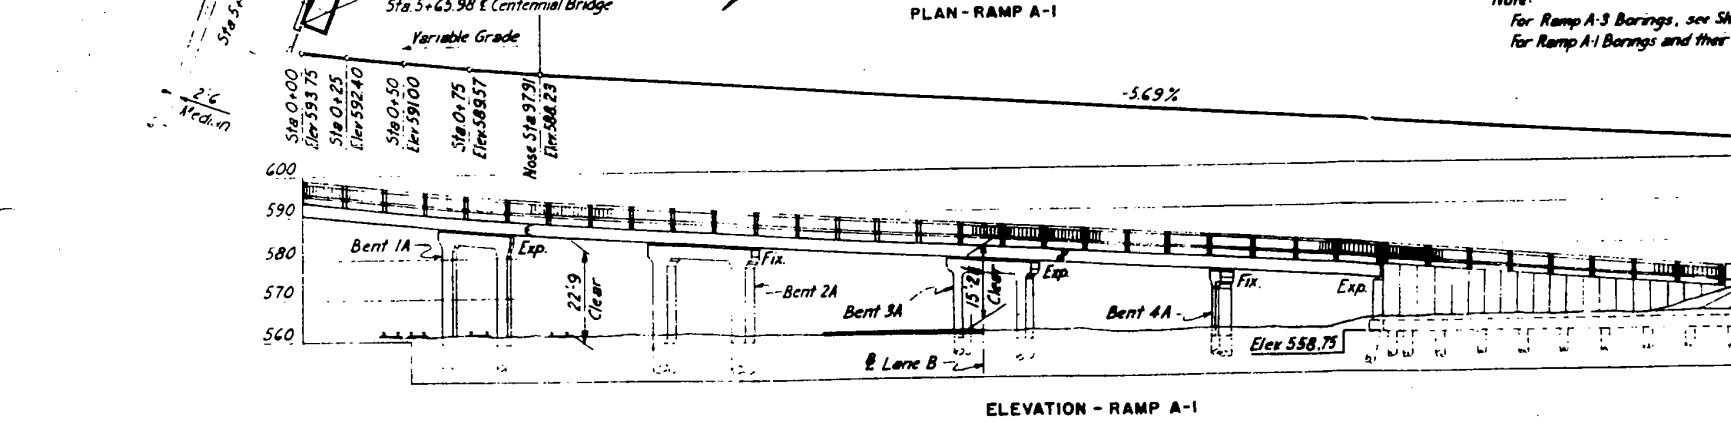 Sta. 5+65.98 ℄ Centennial Bridge
PLAN - RAMP A-1
Note:
For Ramp A-3 Borings, see
For Ramp A-1 Borings and their
Sta 5+
Variable Grade
2'-6
Median
Sta 0+00
Elev 593.75
Sta 0+25
Elev 592.40
Sta 0+50
Elev 591.00
Sta. 0+75
Elev. 589.57
Nose Sta 97.91
Elev. 588.23
-5.69%
600
590
580
570
560
Bent 1A
Exp.
22'-9
Clear
Fix.
Bent 2A
Bent 3A
Clear
Exp.
Bent 4A
Fix.
Exp.
℄ Lane B
Elev. 558.75
ELEVATION - RAMP A-1